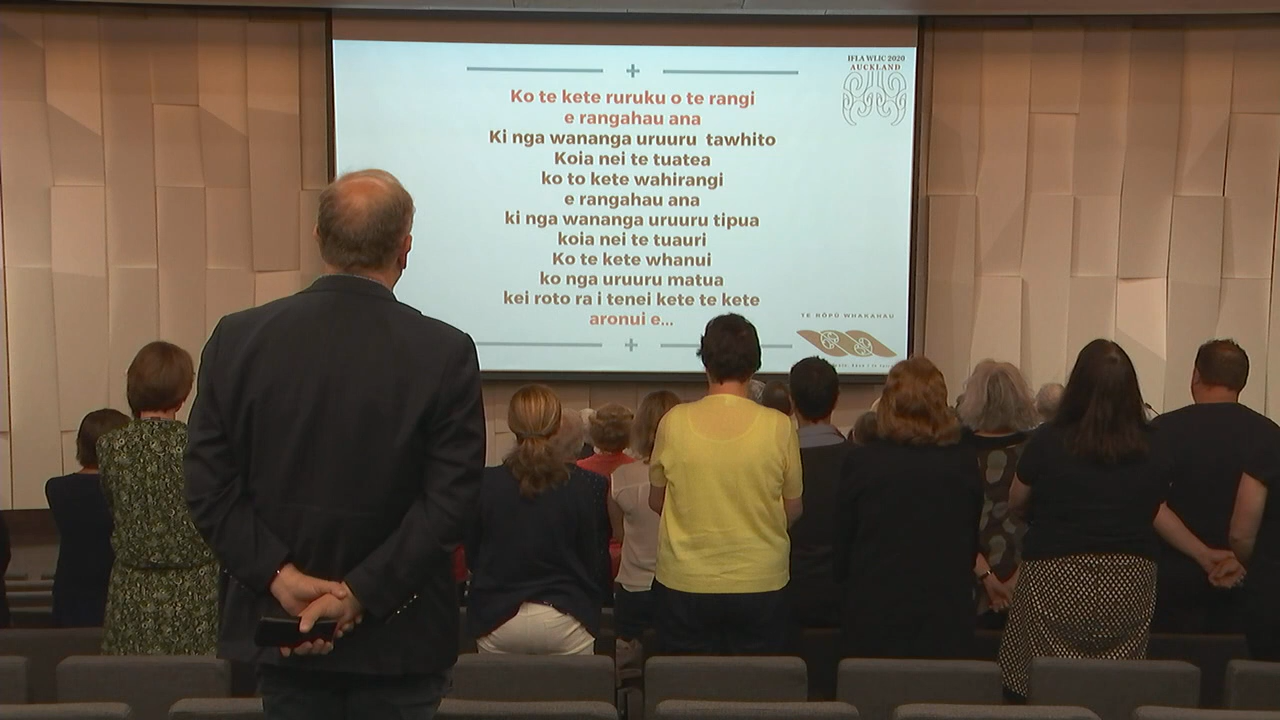 IFLA WLIC 2020
AUCKLAND
Ko te kete ruruku o te rangi
e rangahau ana
Ki nga wananga uruuru tawhito
Koia nei te tuatea
ko to kete wahirangi
e rangahau ana
ki nga wananga uruuru tipua
koia nei te tuauri
Ko te kete whanui
ko nga uruuru matua
kei roto ra i tenei kete te kete
aronui e...
TE RŌPŪ WHAKAHAU